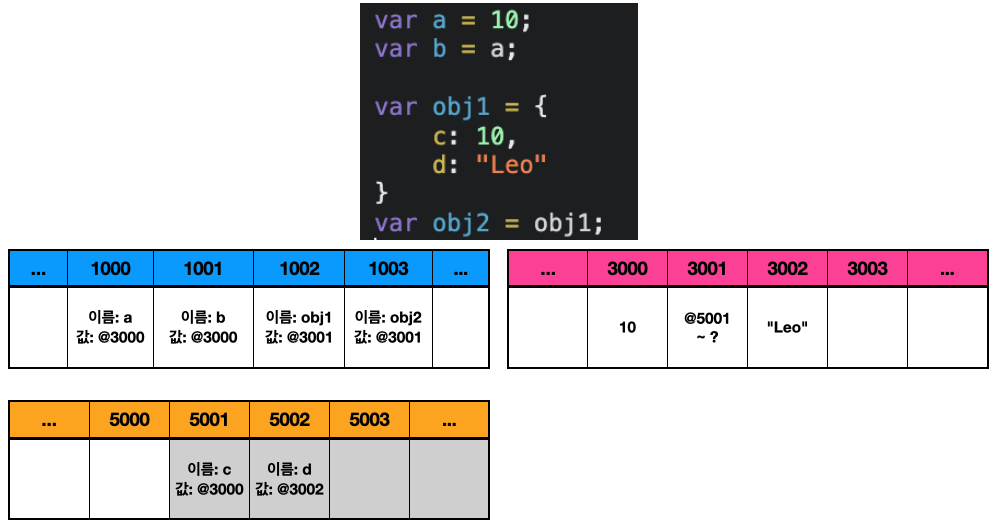 var a = 10;
var b = a;
var obj1 = {
c: 10,
d: "Leo"
}
var obj2 = obj1;
... 1000 1001 1002 1003 ...
이름: a
값: @3000
이름: b
값: @3000
이름: obj1
값: @3001
이름: obj2
값: @3001
... 3000 3001 3002 3003 ...
10
@5001
~ ?
"Leo"
... 5000 5001 5002 5003 ...
이름: c
값: @3000
이름: d
값: @3002